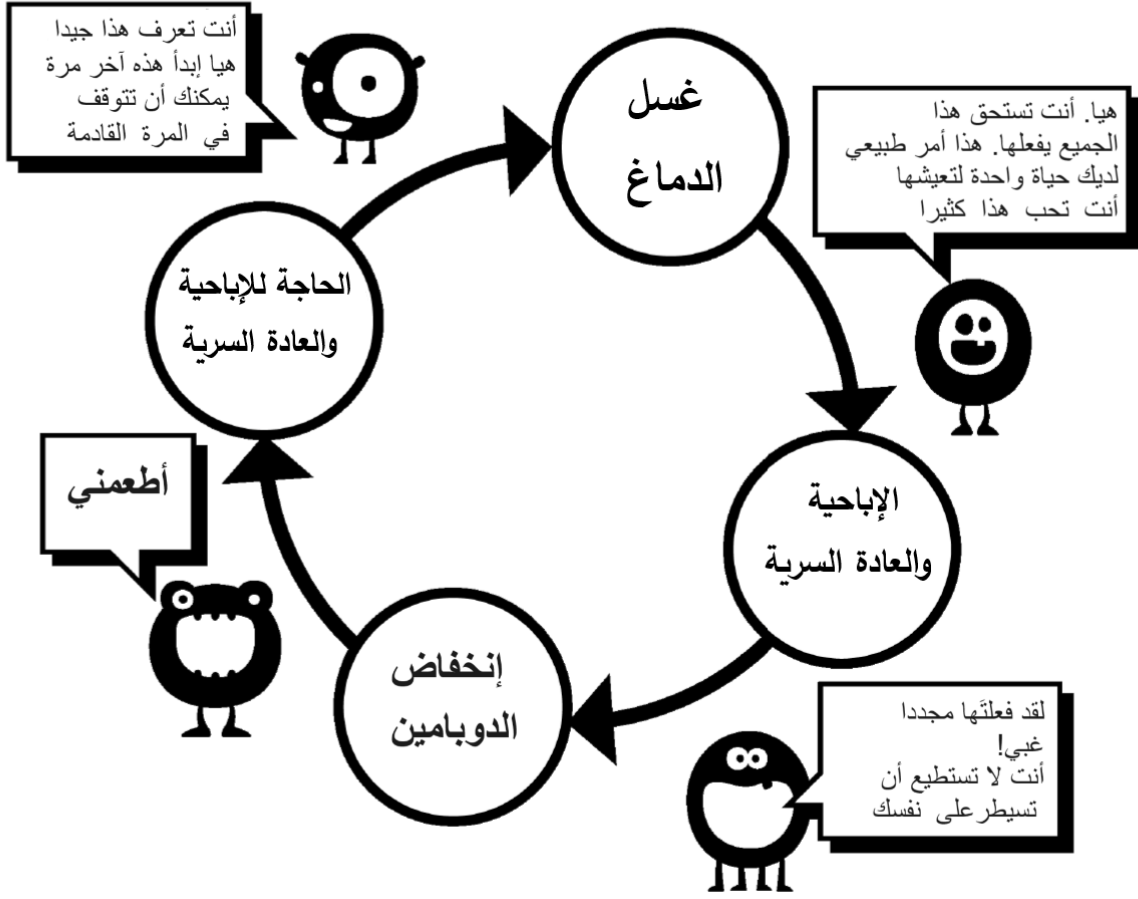 أنت تعرف هذا جيدا
هيا إبدأ هذه آخر مرة
يمكنك أن تتوقف
في المرة القادمة
غسل
الدماغ
هيا. أنت تستحق هذا
الجميع يفعلها. هذا أمر طبيعي
لديك حياة واحدة لتعيشها
أنت تحب هذا كثيرا
الإباحية
والعادة السرية
لقد فعلتَها مجددا
غبي!
أنت لا تستطيع أن
تسيطر على نفسك
إنخفاض
الدوبامين
أطعمني
الحاجة للإباحية
والعادة السرية